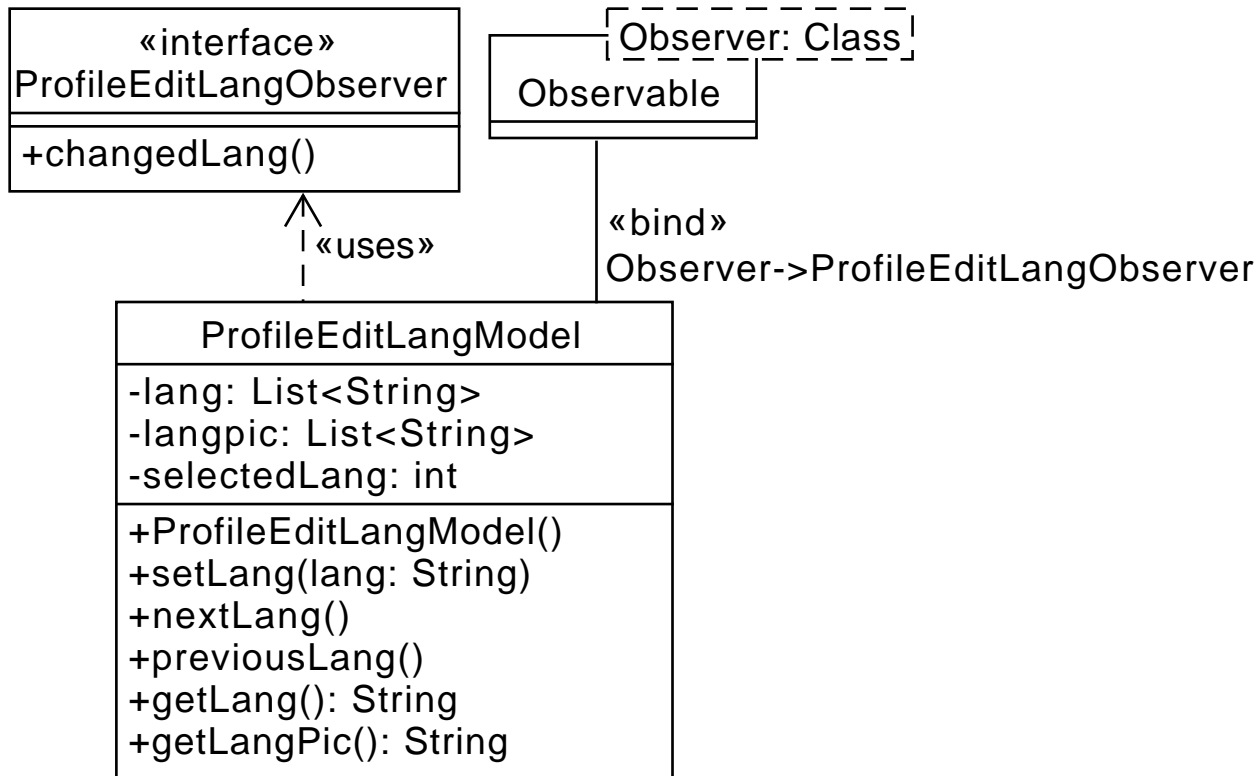 «interface»
ProfileEditLangObserver
+changedLang()
Observer: Class
Observable
«uses»
«bind»
Observer->ProfileEditLangObserver
ProfileEditLangModel
-lang: List<String>
-langpic: List<String>
-selectedLang: int
+ProfileEditLangModel()
+setLang(lang: String)
+nextLang()
+previousLang()
+getLang(): String
+getLangPic(): String